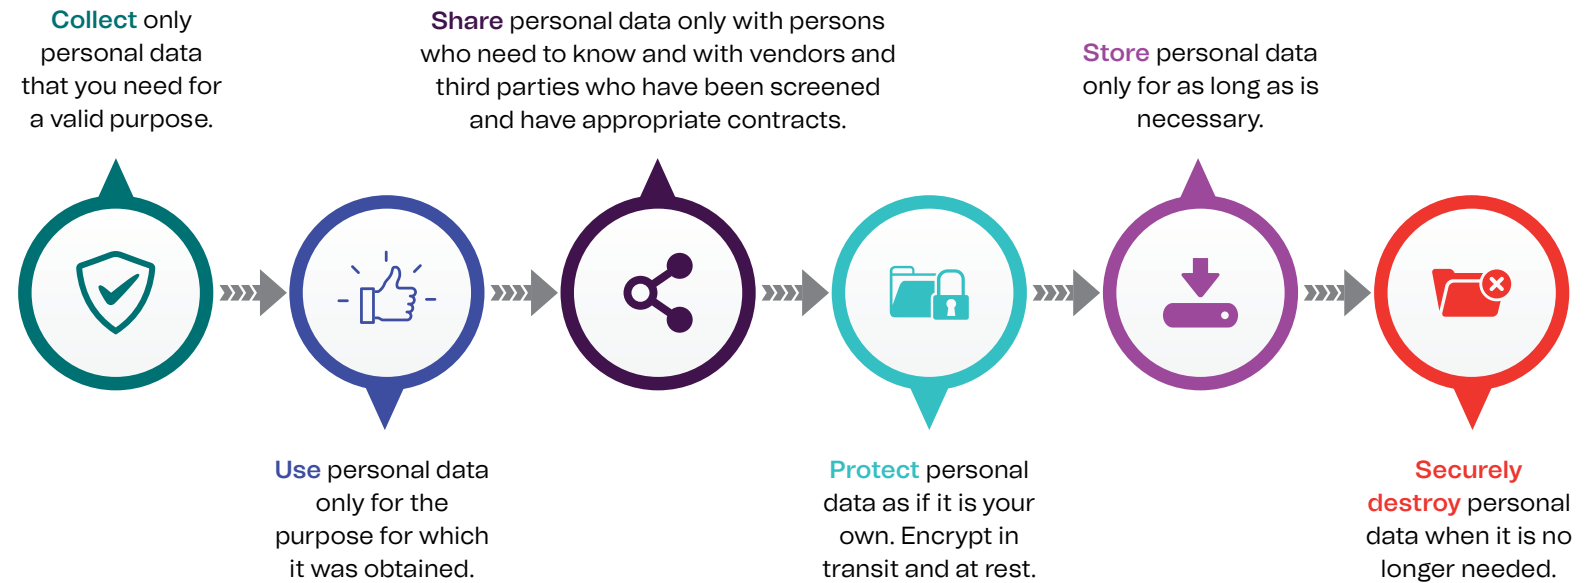 Collect only
personal data
that you need for
a valid purpose.
Use personal data
only for the
purpose for which
it was obtained.
Share personal data only with persons
who need to know and with vendors and
third parties who have been screened
and have appropriate contracts.
Protect personal
data as if it is your
own. Encrypt in
transit and at rest.
Store personal data
only for as long as is
necessary.
Securely
destroy personal
data when it is no
longer needed.